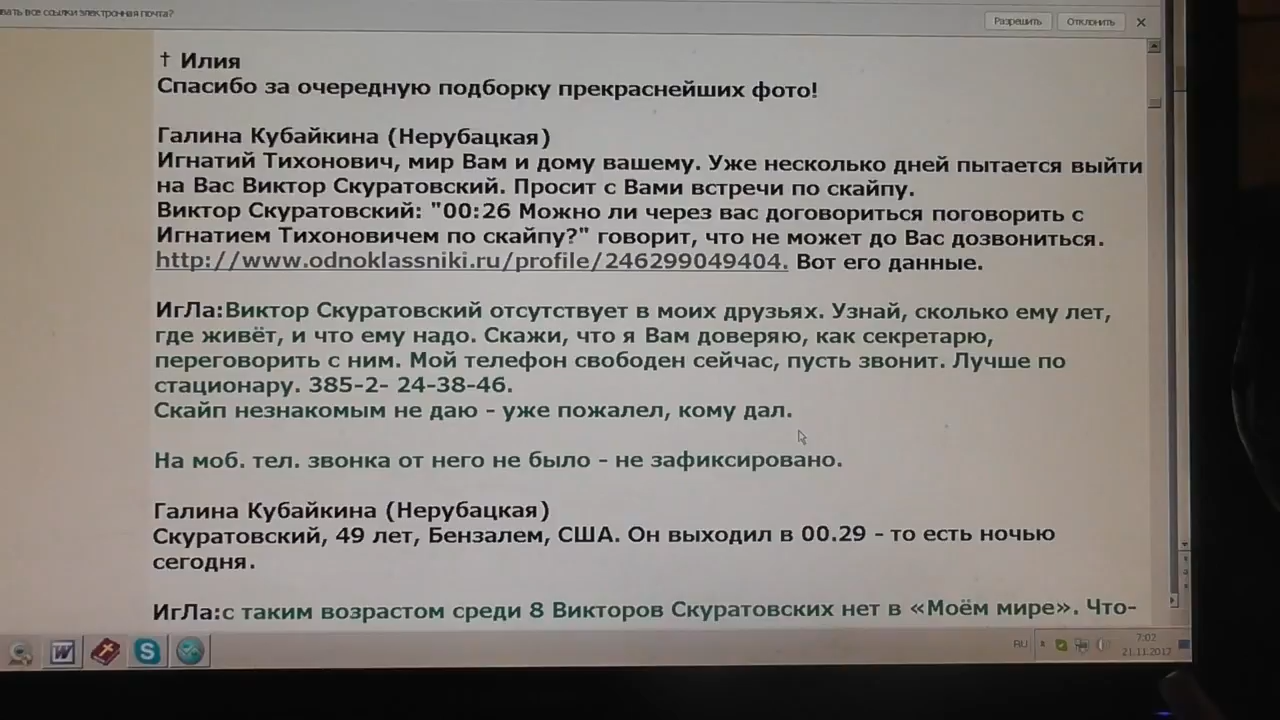 вать все ссылки электронная почта?
Разрешить Отклонить
† Илия
Спасибо за очередную подборку прекраснейших фото!
Галина Кубайкина (Нерубацкая)
Игнатий Тихонович, мир Вам и дому вашему. Уже несколько дней пытается выйти
на Вас Виктор Скуратовский. Просит с Вами встречи по скайпу.
Виктор Скуратовский: "00:26 Можно ли через вас договориться поговорить с
Игнатием Тихоновичем по скайпу?" говорит, что не может до Вас дозвониться.
http://www.odnoklassniki.ru/profile/246299049404. Вот его данные.
ИгЛа:Виктор Скуратовский отсутствует в моих друзьях. Узнай, сколько ему лет,
где живёт, и что ему надо. Скажи, что я Вам доверяю, как секретарю,
переговорить с ним. Мой телефон свободен сейчас, пусть звонит. Лучше по
стационару. 385-2- 24-38-46.
Скайп незнакомым не даю - уже пожалел, кому дал.
На моб. тел. звонка от него не было - не зафиксировано.
Галина Кубайкина (Нерубацкая)
Скуратовский, 49 лет, Бензалем, США. Он выходил в 00.29 - то есть ночью
сегодня.
ИгЛа:с таким возрастом среди 8 Викторов Скуратовских нет в «Моём мире». Что-
RU
7:02
21.11.2017